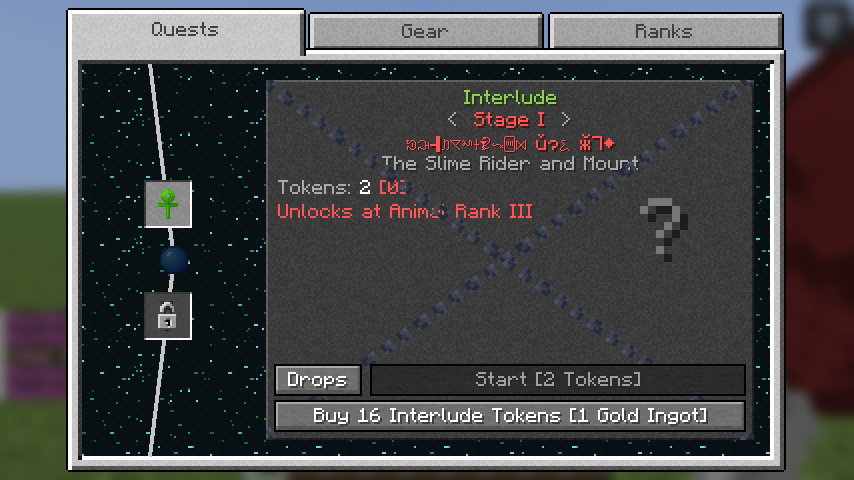 Quests
Gear
Ranks
Interlude
< Stage I >
The Slime Rider and Mount
Tokens: 2 [0]
Unlocks at Animal Rank III
?
Drops
Start [2 Tokens]
Buy 16 Interlude Tokens [1 Gold Ingot]